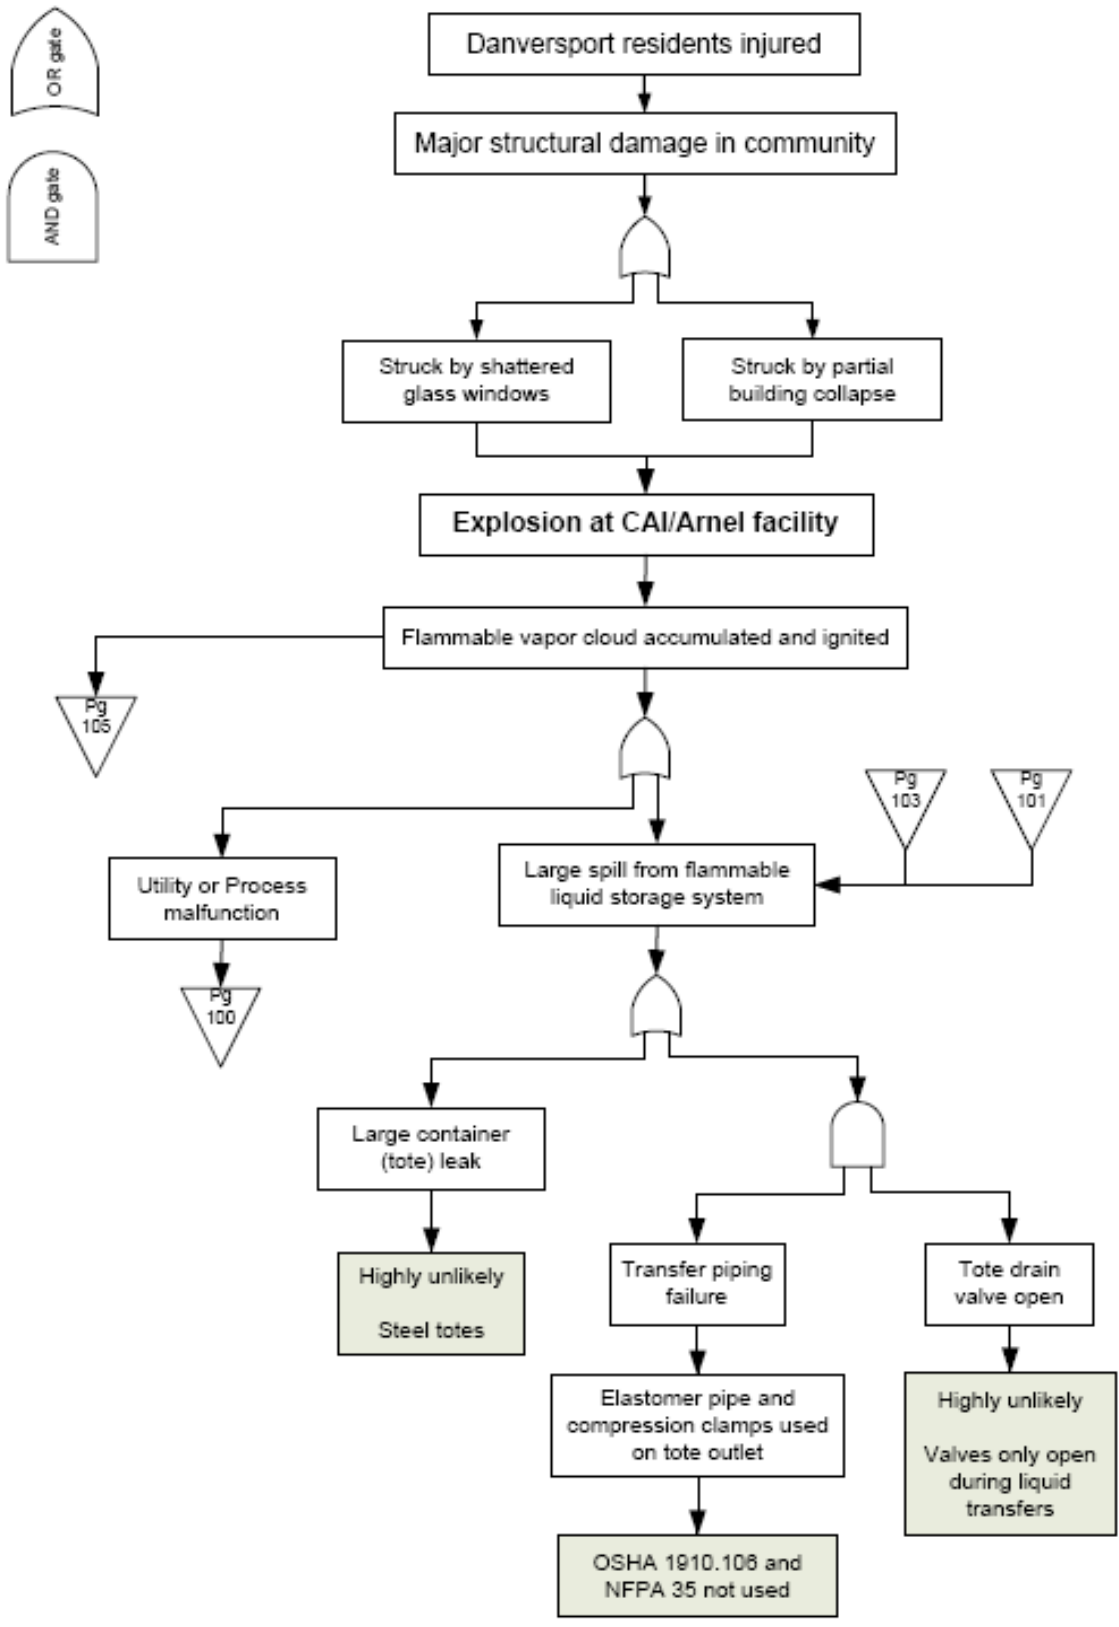 OR gate
AND gate
Danversport residents injured
Major structural damage in community
Struck by shattered
glass windows
Struck by partial
building collapse
Explosion at CAI/Arnel facility
Flammable vapor cloud accumulated and ignited
Pg
105
Pg
103
Pg
101
Utility or Process
malfunction
Large spill from flammable
liquid storage system
Pg
100
Large container
(tote) leak
Highly unlikely
Steel totes
Transfer piping
failure
Tote drain
valve open
Elastomer pipe and
compression clamps used
on tote outlet
Highly unlikely
Valves only open
during liquid
transfers
OSHA 1910.106 and
NFPA 35 not used